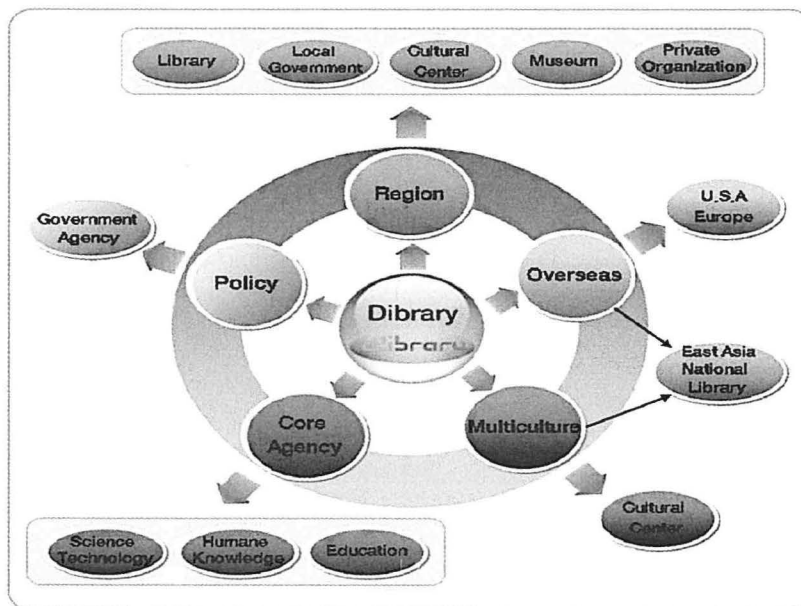 Library
Local
Government
Cultural
Center
Museum
Private
Organization
Region
Government
Agency
U.S.A
Europe
Policy
Overseas
Dibrary
dibrary
East Asia
National
Library
Core
Agency
Multiculture
Cultural
Center
Science
Technology
Humane
Knowledge
Education